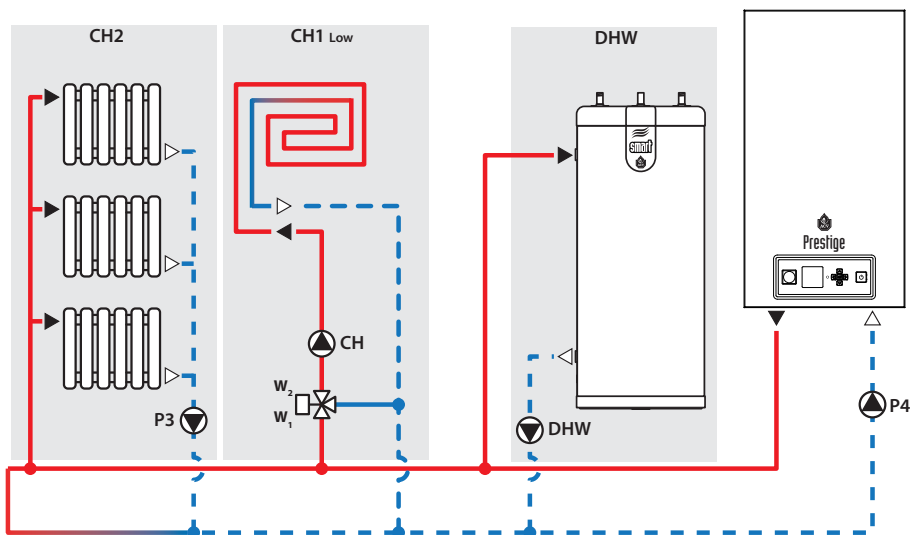 CH2
CH1 Low
DHW
smart
Prestige
CH
W2
W1
P3
DHW
P4